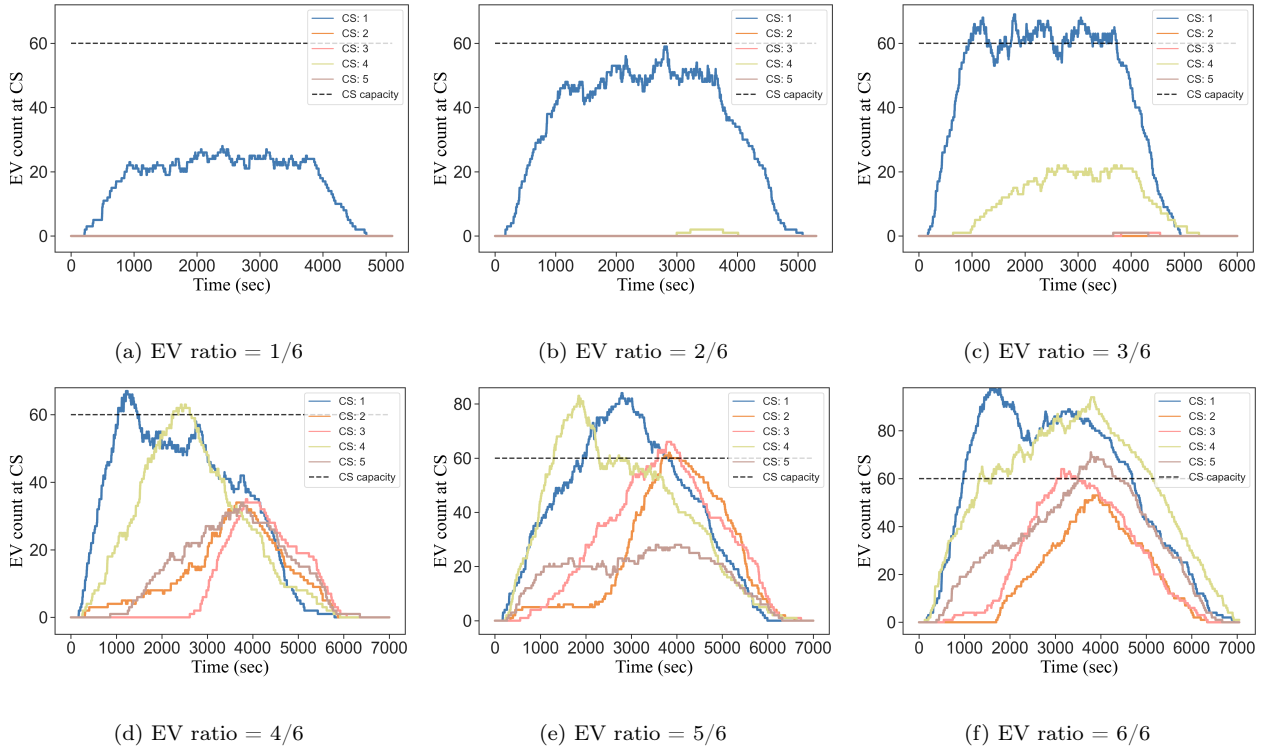 EV count at CS
60
40
20
0
0 1000 2000 3000 4000 5000
Time (sec)
CS: 1
CS: 2
CS: 3
CS: 4
CS: 5
CS capacity
(a) EV ratio = 1/6
EV count at CS
60
40
20
0
0 1000 2000 3000 4000 5000
Time (sec)
CS: 1
CS: 2
CS: 3
CS: 4
CS: 5
CS capacity
(b) EV ratio = 2/6
EV count at CS
60
40
20
0
0 1000 2000 3000 4000 5000 6000
Time (sec)
CS: 1
CS: 2
CS: 3
CS: 4
CS: 5
CS capacity
(c) EV ratio = 3/6
EV count at CS
60
40
20
0
0 1000 2000 3000 4000 5000 6000 7000
Time (sec)
CS: 1
CS: 2
CS: 3
CS: 4
CS: 5
CS capacity
(d) EV ratio = 4/6
EV count at CS
80
60
40
20
0
0 1000 2000 3000 4000 5000 6000 7000
Time (sec)
CS: 1
CS: 2
CS: 3
CS: 4
CS: 5
CS capacity
(e) EV ratio = 5/6
EV count at CS
80
60
40
20
0
0 1000 2000 3000 4000 5000 6000 7000
Time (sec)
CS: 1
CS: 2
CS: 3
CS: 4
CS: 5
CS capacity
(f) EV ratio = 6/6